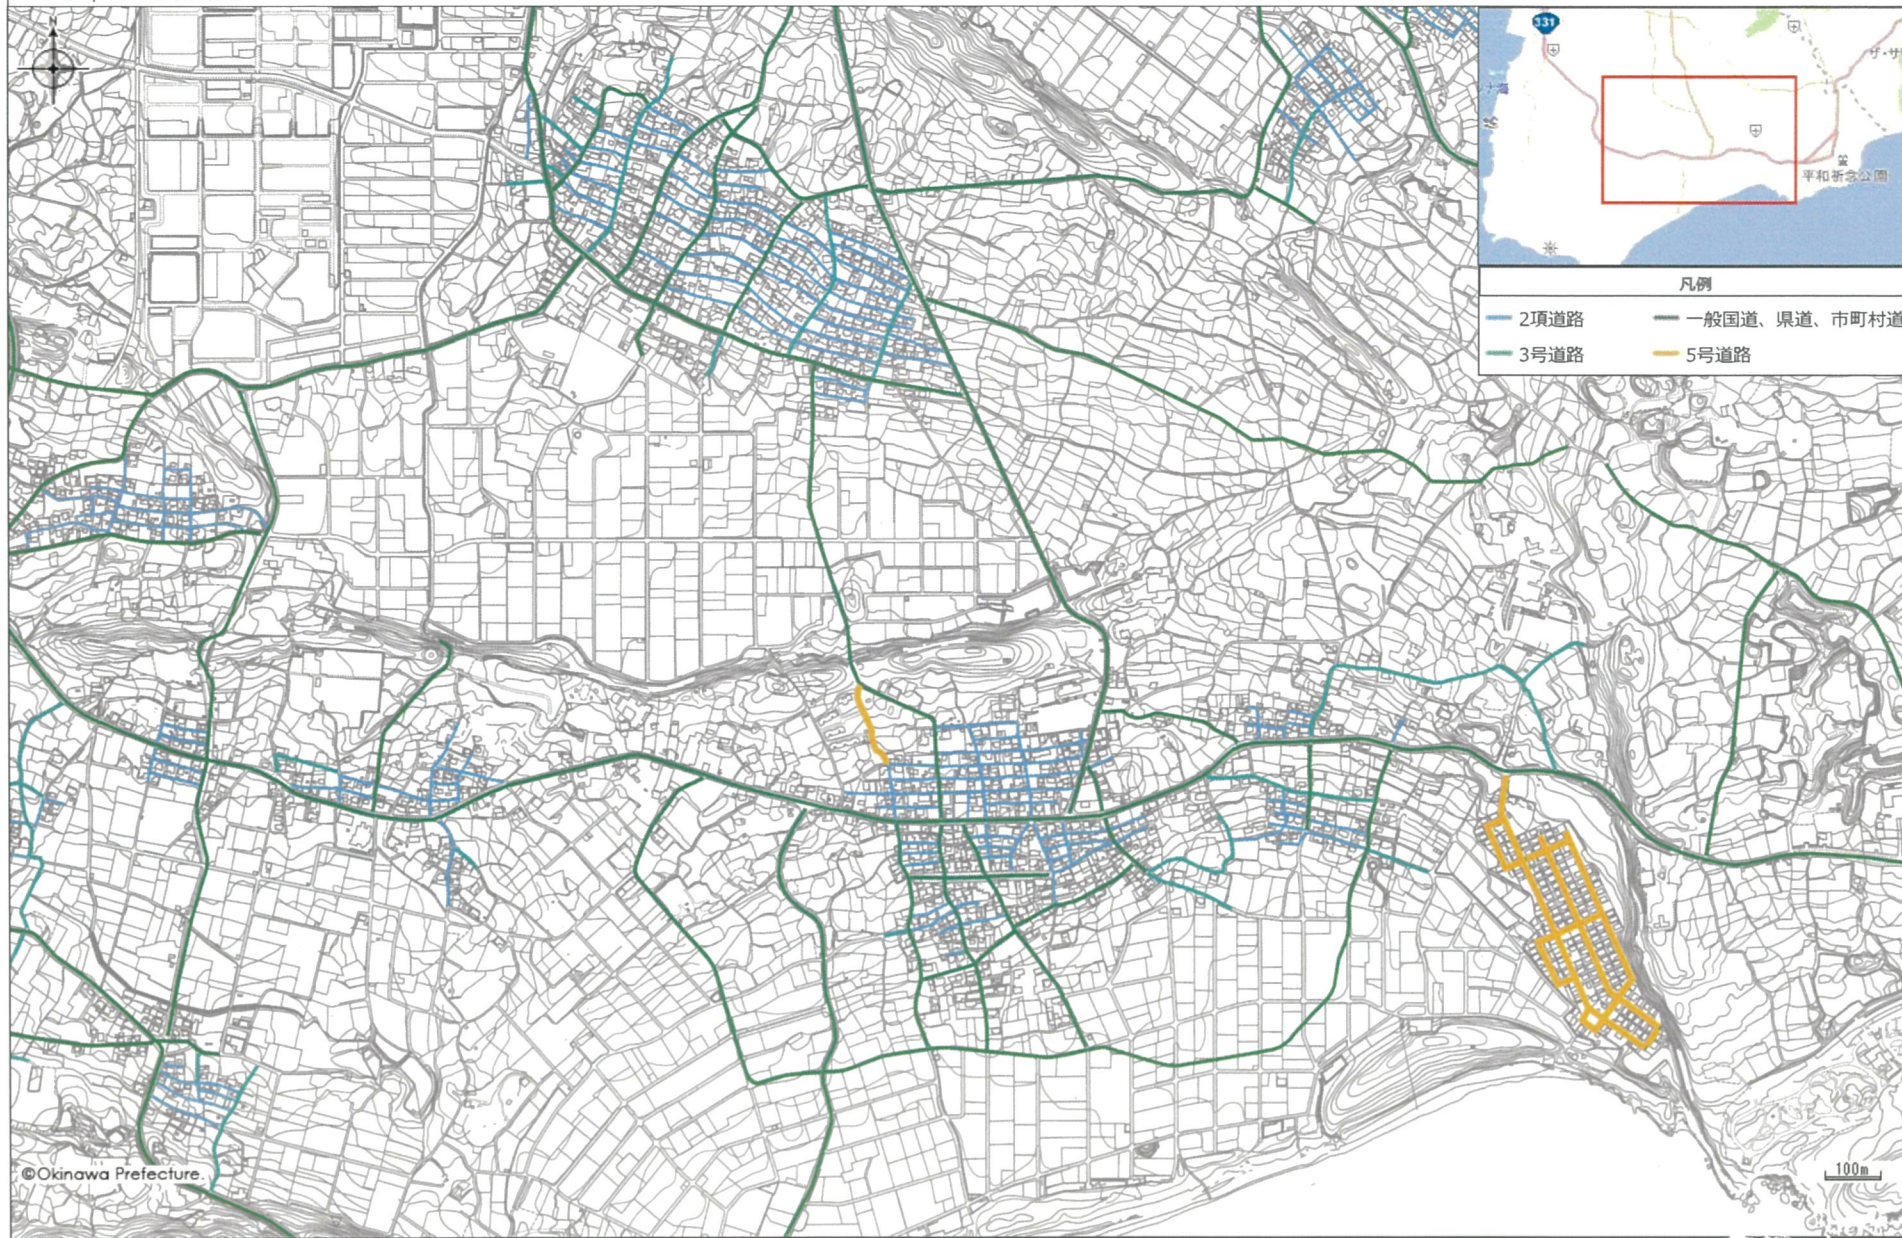 N
331
平和祈念公園
凡例
2項道路
一般国道、県道、市町村道
3号道路
5号道路
©Okinawa Prefecture.
100m